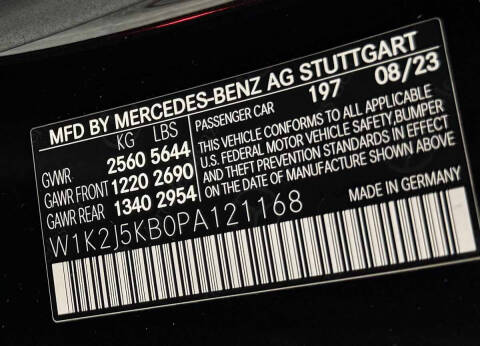 MFD BY MERCEDES-BENZ AG STUTTGART
KG LBS
PASSENGER CAR 197 08/23
GVWR 2560 5644
GAWR FRONT 1220 2690
GAWR REAR 1340 2954
THIS VEHICLE CONFORMS TO ALL APPLICABLE
U.S. FEDERAL MOTOR VEHICLE SAFETY,BUMPER
AND THEFT PREVENTION STANDARDS IN EFFECT
ON THE DATE OF MANUFACTURE SHOWN ABOVE
W1K2J5KB0PA121168
MADE IN GERMANY